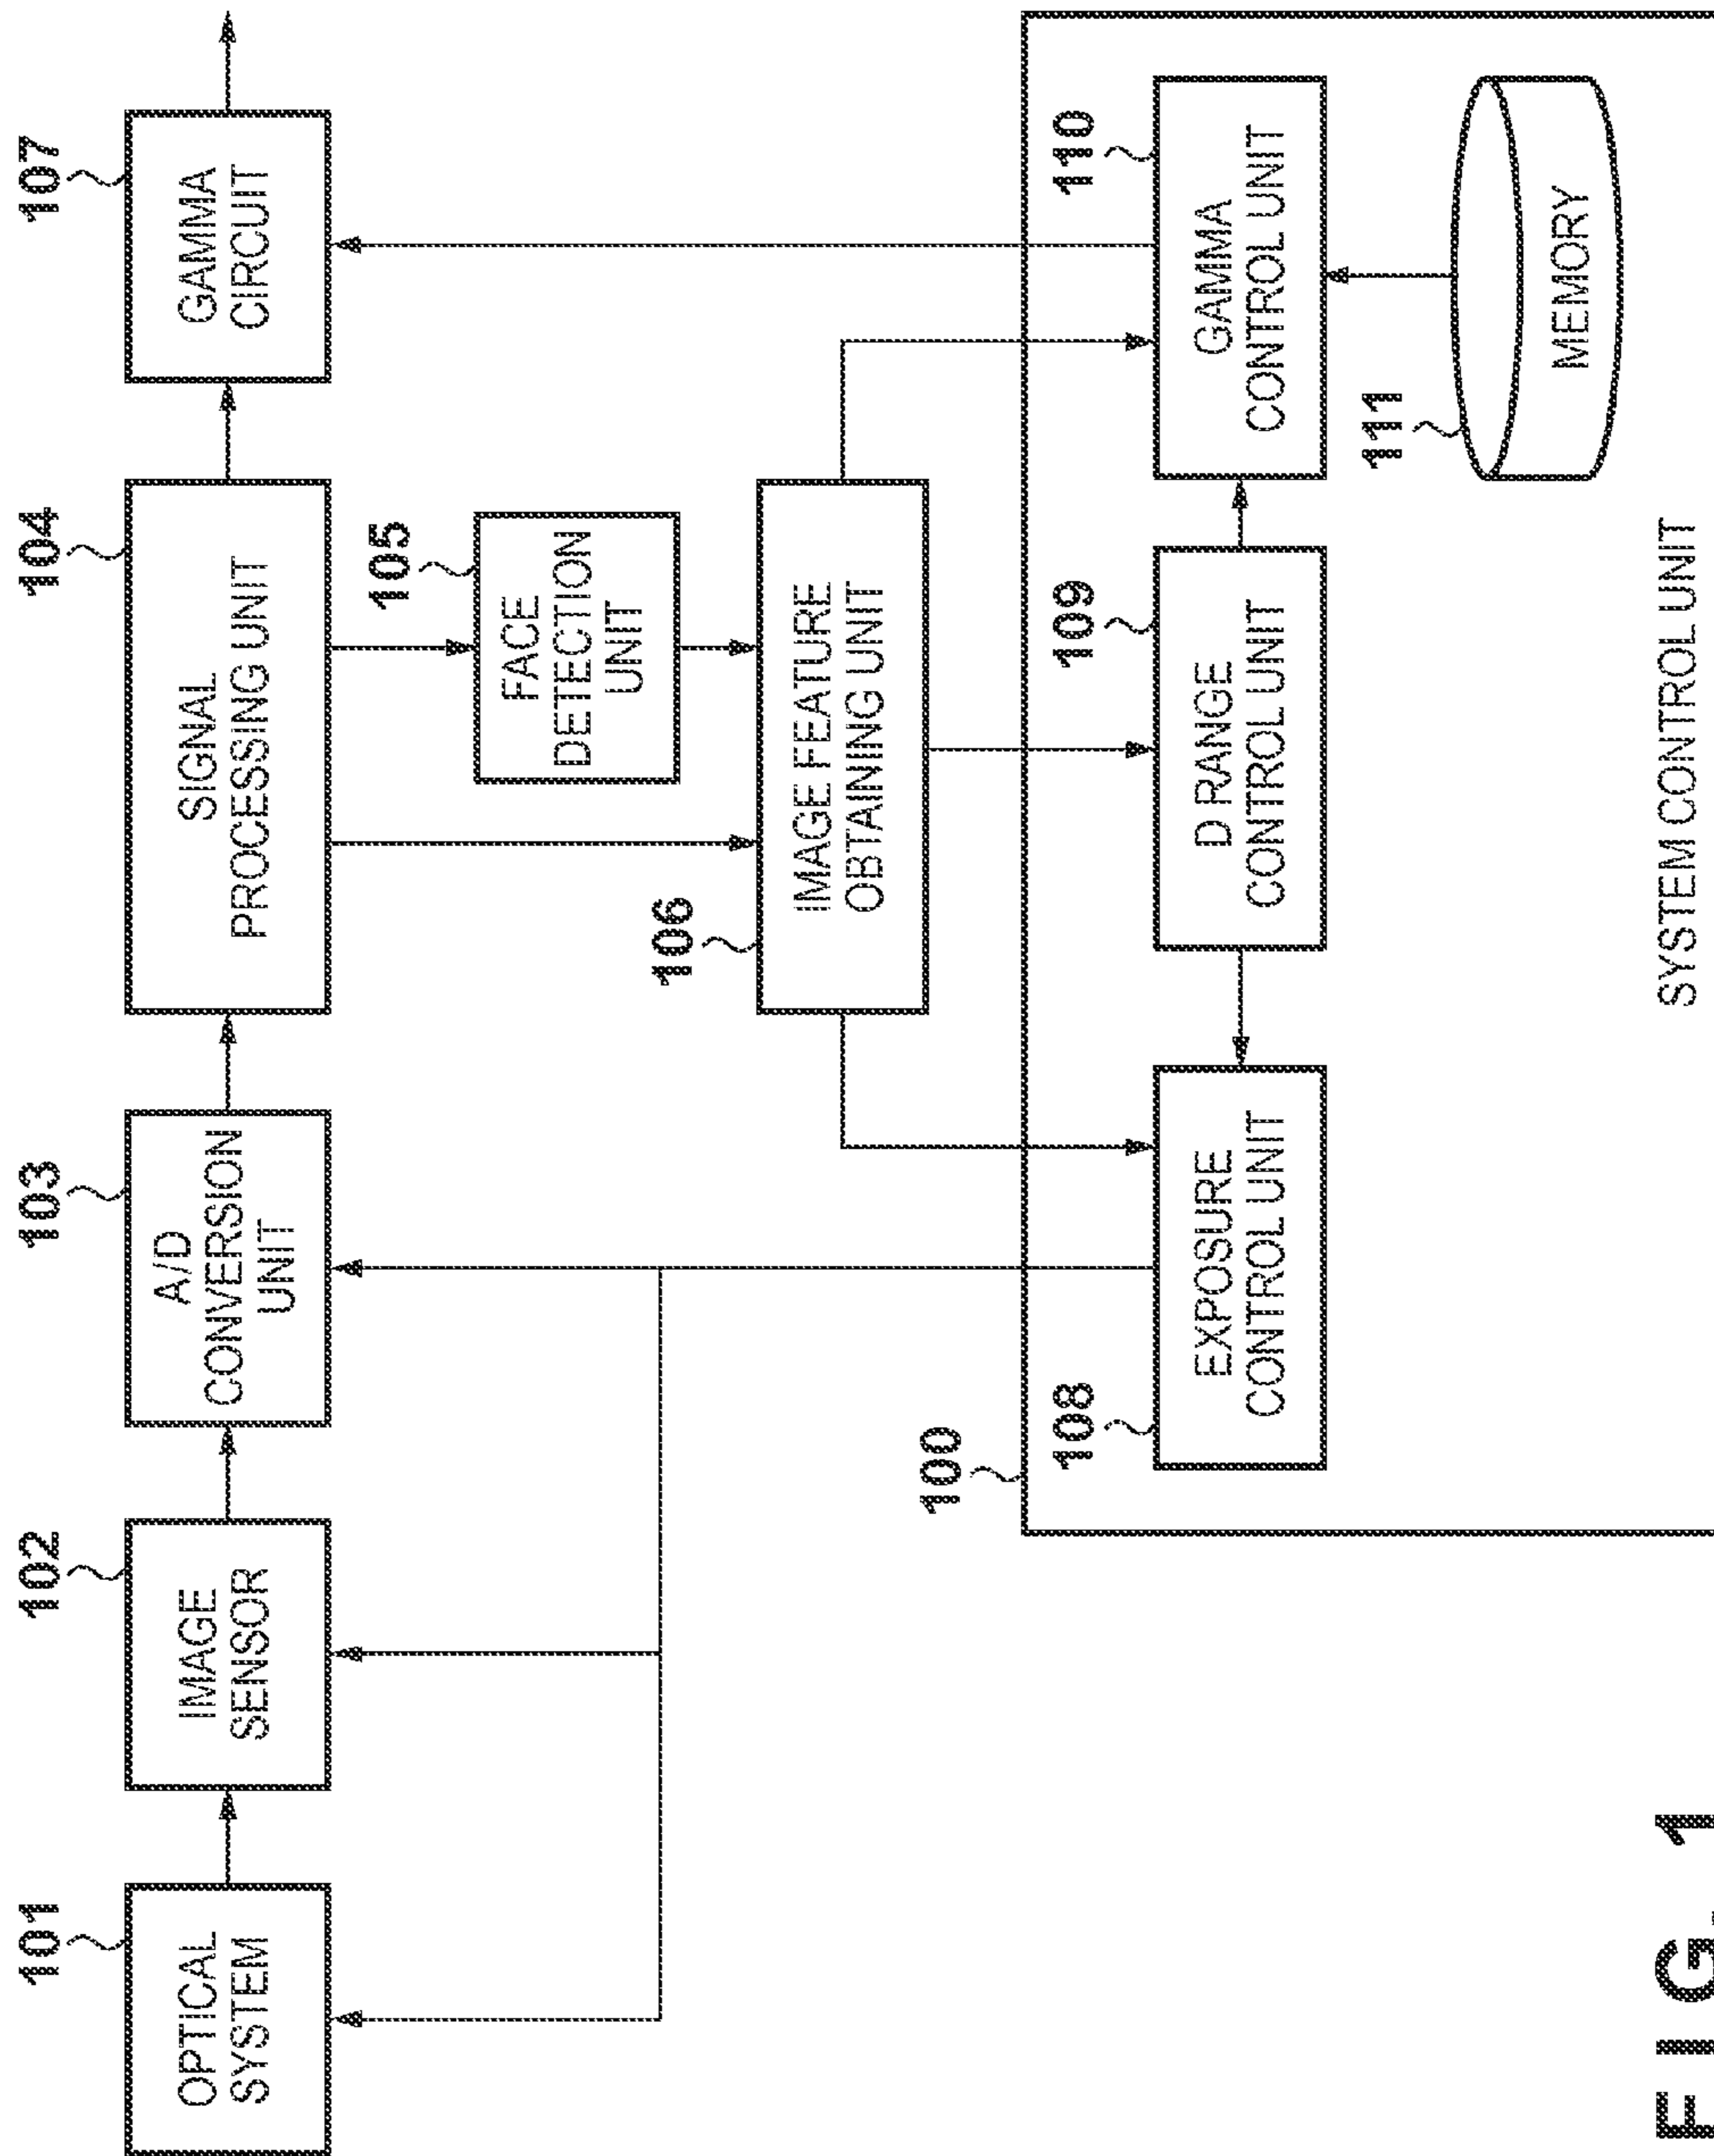 101
OPTICAL
SYSTEM
102
IMAGE
SENSOR
103
A/D
CONVERSION
UNIT
104
SIGNAL
PROCESSING UNIT
107
GAMMA
CIRCUIT
105
FACE
DETECTION
UNIT
106
IMAGE FEATURE
OBTAINING UNIT
100
108
EXPOSURE
CONTROL UNIT
109
D RANGE
CONTROL UNIT
110
GAMMA
CONTROL UNIT
111
MEMORY
SYSTEM CONTROL UNIT
FIG. 1